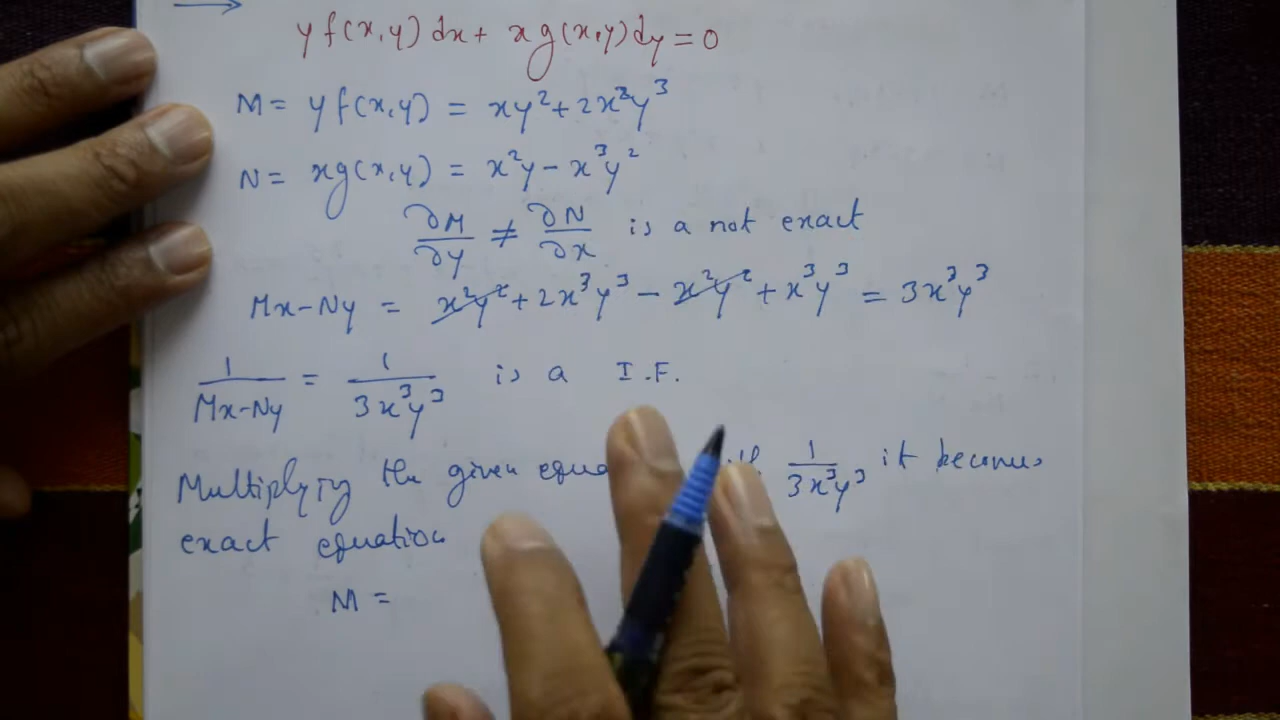 y f(x,y) dx + x g(x,y) dy = 0
M = y f(x,y) = xy² + 2x²y³
N = x g(x,y) = x²y − x³y²
∂M/∂y ≠ ∂N/∂x is a not exact
Mx−Ny = x²y² + 2x³y³ − x²y² + x³y³ = 3x³y³
1/(Mx−Ny) = 1/(3x³y³) is a I.F.
Multiplying the given 1/(3x³y³) it becomes
exact equation
M =